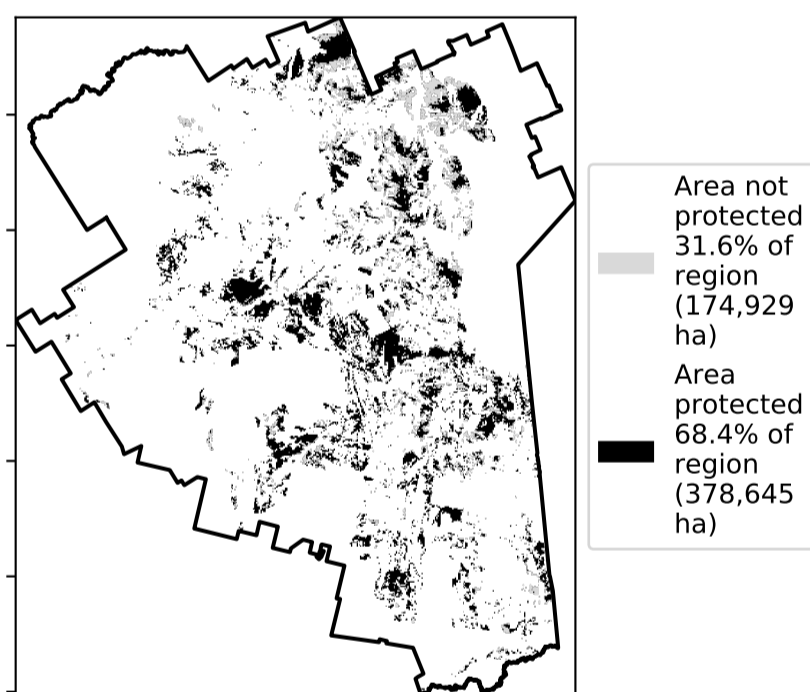 Area not
protected
31.6% of
region
(174,929
ha)
Area
protected
68.4% of
region
(378,645
ha)